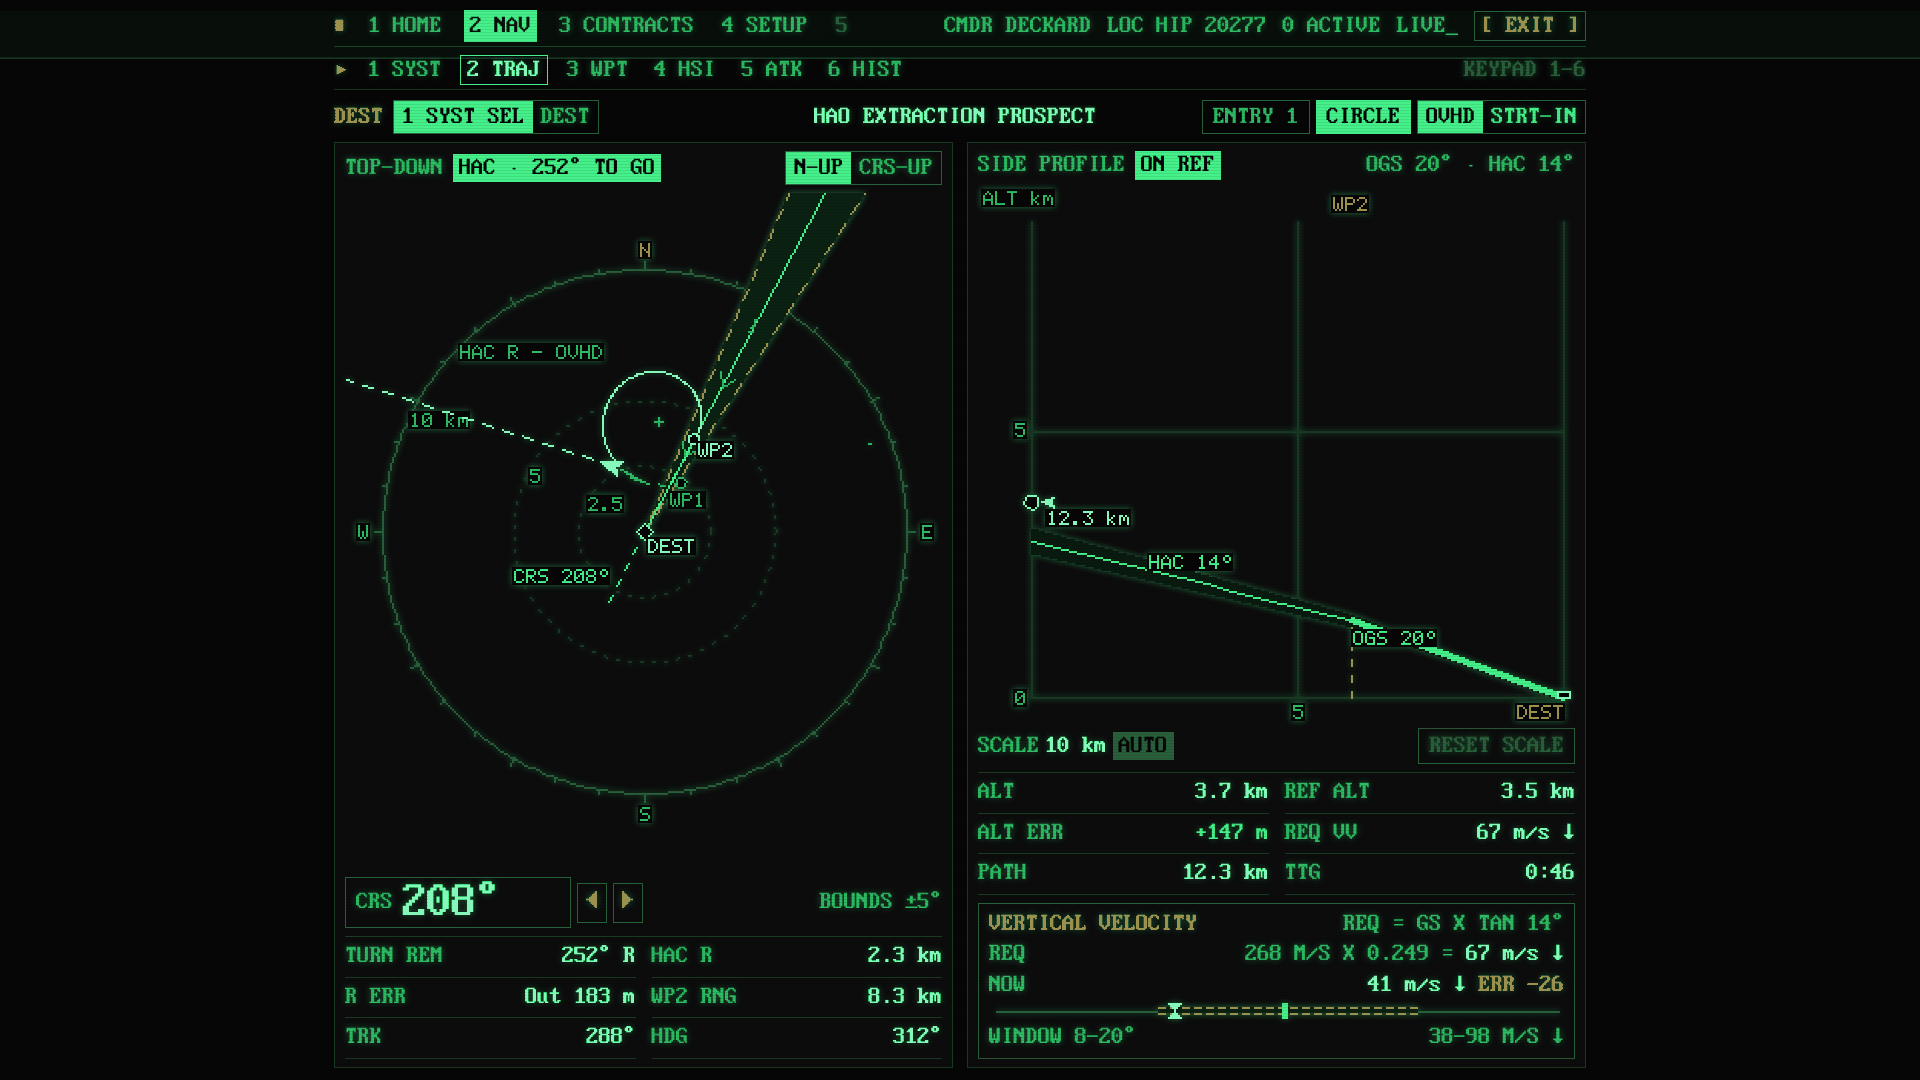 1 HOME 2 NAV 3 CONTRACTS 4 SETUP 5 CMDR DECKARD LOC HIP 20277 0 ACTIVE LIVE_ [ EXIT ]
1 SYST 2 TRAJ 3 WPT 4 HSI 5 ATK 6 HIST KEYPAD 1-6
DEST 1 SYST SEL DEST HAO EXTRACTION PROSPECT ENTRY 1 CIRCLE OVHD STRT-IN
TOP-DOWN HAC · 252° TO GO N-UP CRS-UP
N
HAC R - OVHD
10 km
WP2
5
2.5
WP1
W
E
DEST
CRS 208°
S
CRS 208° ◀ ▶ BOUNDS ±5°
TURN REM 252° R HAC R 2.3 km
R ERR Out 183 m WP2 RNG 8.3 km
TRK 288° HDG 312°
SIDE PROFILE ON REF OGS 20° · HAC 14°
ALT km
WP2
5
12.3 km
HAC 14°
OGS 20°
0
5
DEST
SCALE 10 km AUTO RESET SCALE
ALT 3.7 km REF ALT 3.5 km
ALT ERR +147 m REQ VV 67 m/s ↓
PATH 12.3 km TTG 0:46
VERTICAL VELOCITY REQ = GS X TAN 14°
REQ 268 M/S X 0.249 = 67 m/s ↓
NOW 41 m/s ↓ ERR -26
WINDOW 8-20° 38-98 M/S ↓